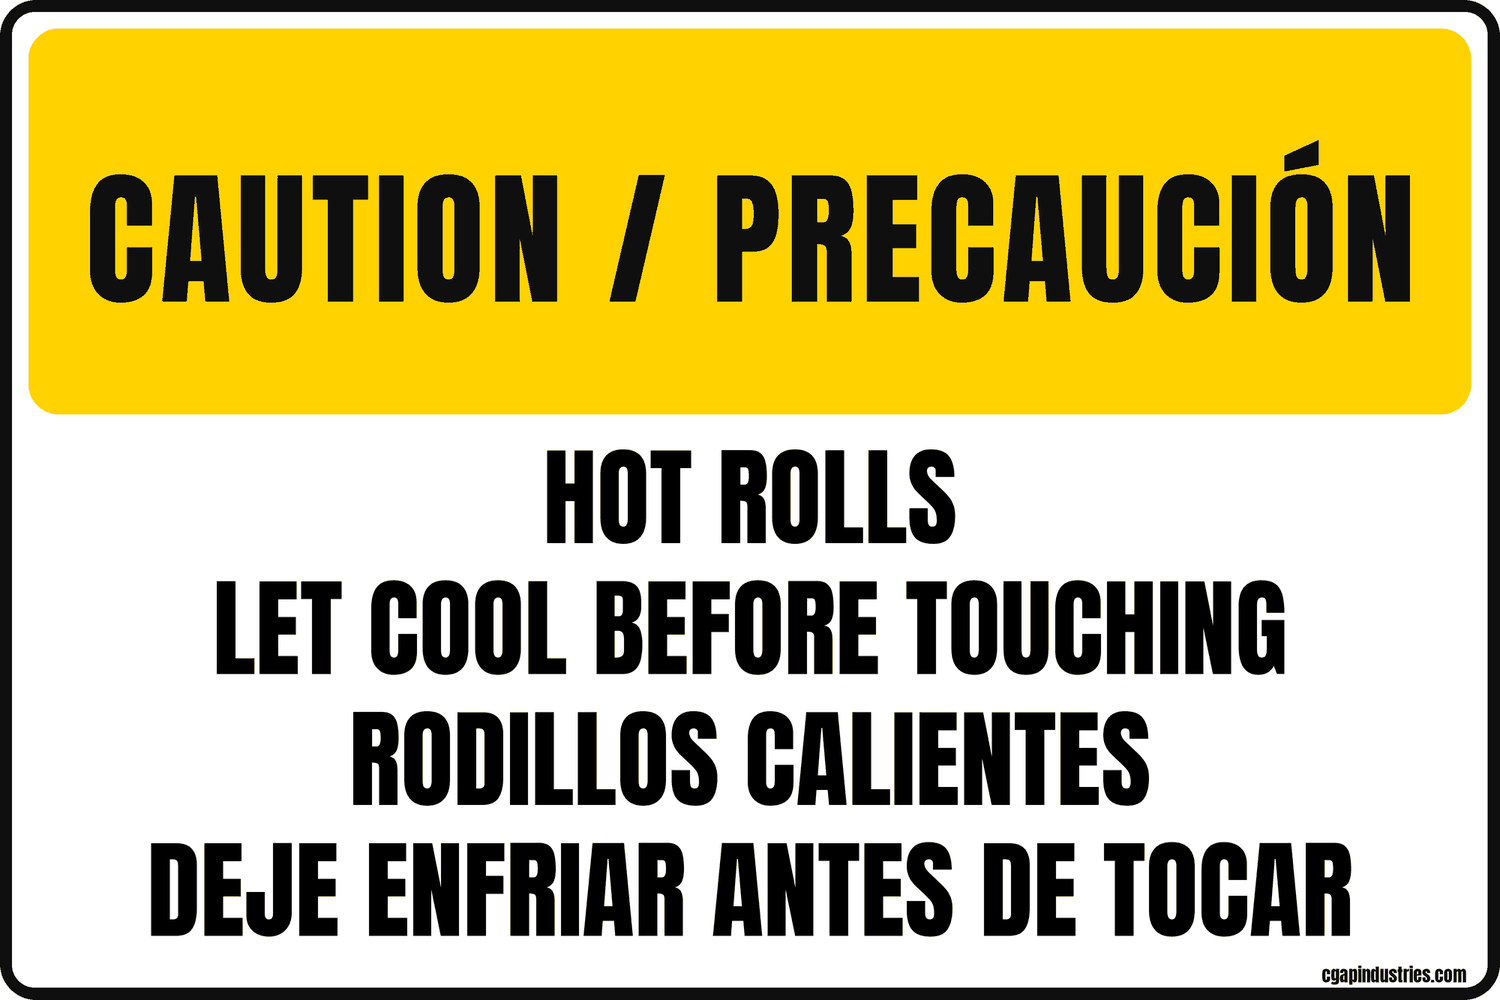 CAUTION / PRECAUCIÓN
HOT ROLLS
LET COOL BEFORE TOUCHING
RODILLOS CALIENTES
DEJE ENFRIAR ANTES DE TOCAR
cgapindustries.com